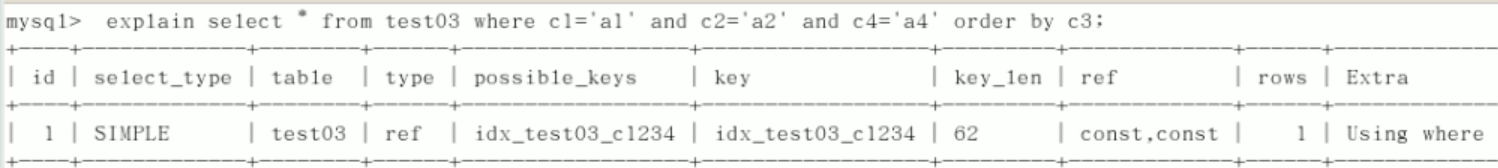 mysql>  explain select * from test03 where c1='a1' and c2='a2' and c4='a4' order by c3;
+----+-------------+--------+------+------------------+------------------+---------+-------------+------+-------------
| id | select_type | table  | type | possible_keys    | key              | key_len | ref         | rows | Extra
+----+-------------+--------+------+------------------+------------------+---------+-------------+------+-------------
|  1 | SIMPLE      | test03 | ref  | idx_test03_c1234 | idx_test03_c1234 | 62      | const,const |    1 | Using where
+----+-------------+--------+------+------------------+------------------+---------+-------------+------+-------------